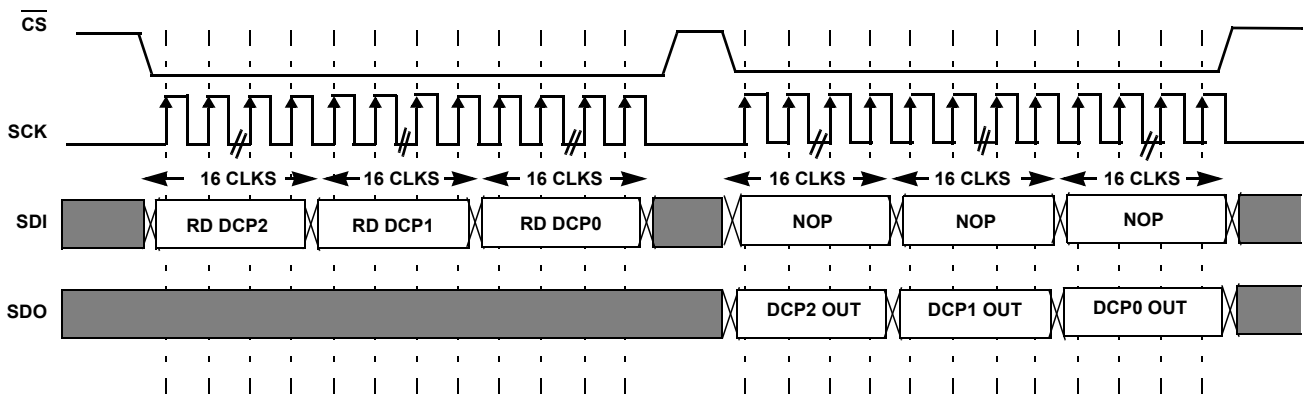 CS
SCK
16 CLKS 16 CLKS 16 CLKS 16 CLKS 16 CLKS 16 CLKS
SDI RD DCP2 RD DCP1 RD DCP0 NOP NOP NOP
SDO DCP2 OUT DCP1 OUT DCP0 OUT